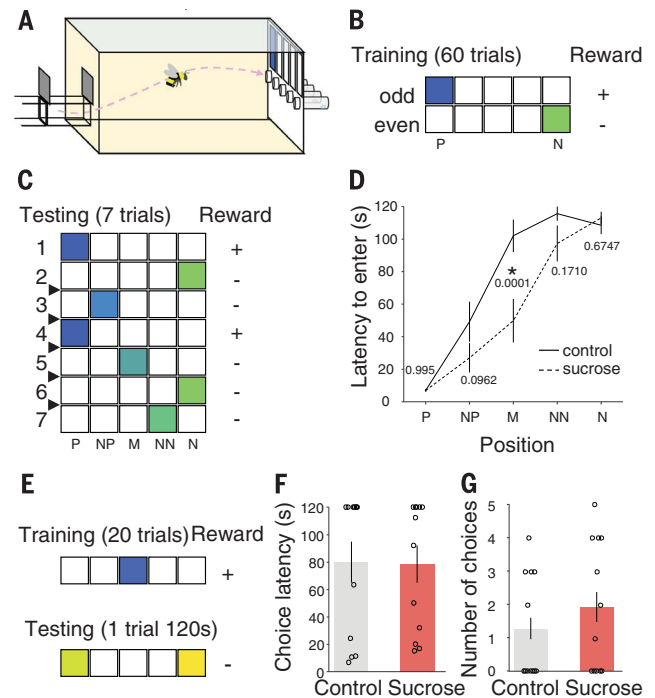 A
B
Training (60 trials) Reward
odd +
even -
P N
C
Testing (7 trials) Reward
1 +
2 -
3 -
4 +
5 -
6 -
7 -
P NP M NN N
D
Latency to enter (s)
120
100
80
60
40
20
0
0.995
0.0962
*
0.0001
0.1710
0.6747
control
sucrose
P NP M NN N
Position
E
Training (20 trials) Reward
+
Testing (1 trial 120s)
-
F
Choice latency (s)
120
100
80
60
40
20
0
Control Sucrose
G
Number of choices
5
4
3
2
1
0
Control Sucrose